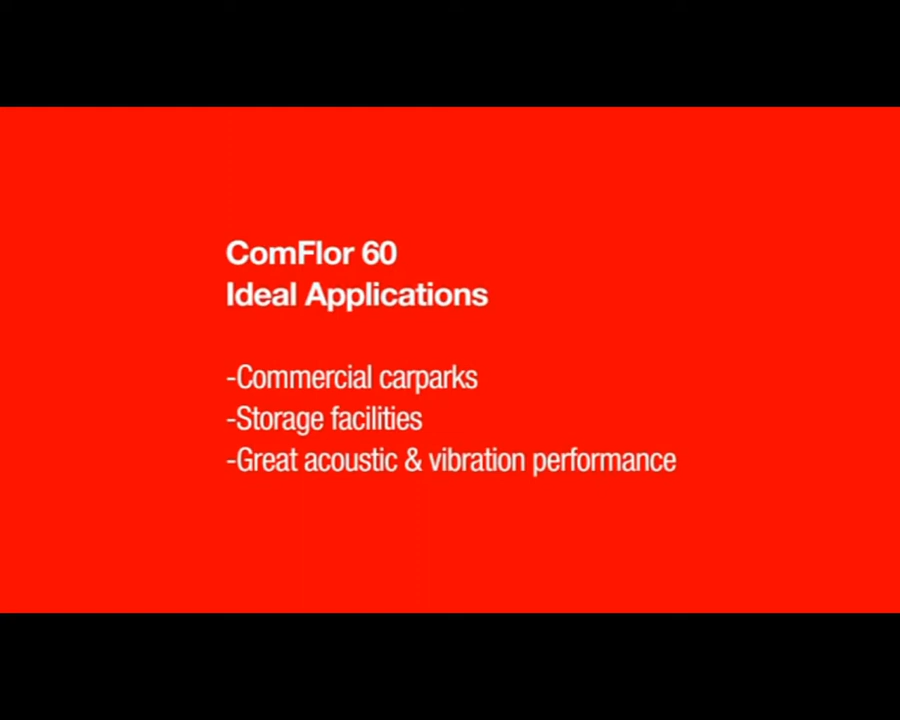 ComFlor 60
Ideal Applications
-Commercial carparks
-Storage facilities
-Great acoustic & vibration performance